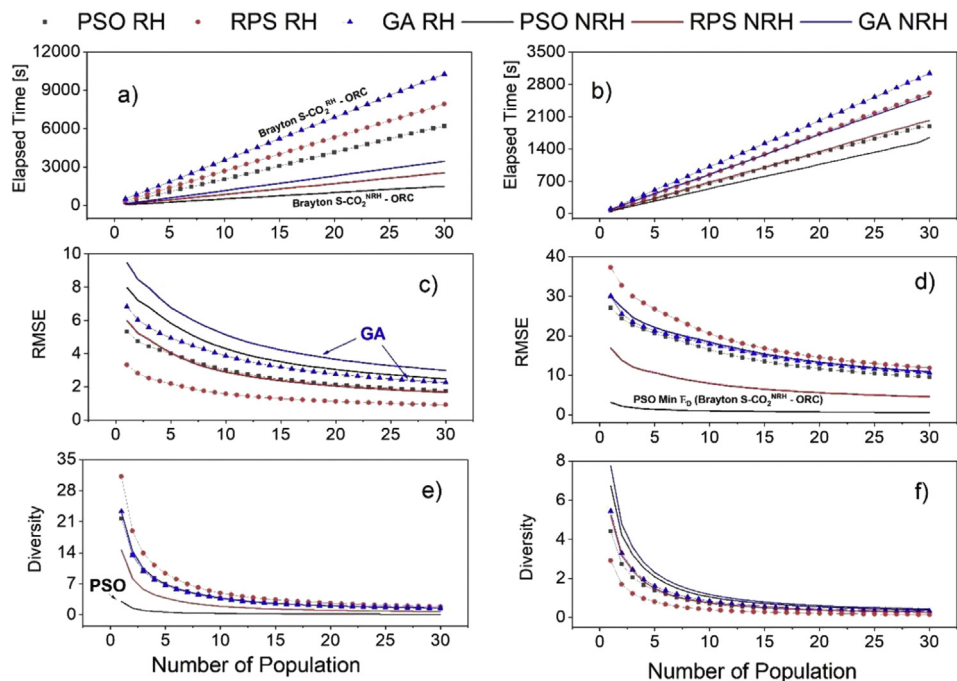 PSO RH RPS RH GA RH PSO NRH RPS NRH GA NRH
12000
9000
6000
3000
0
Elapsed Time [s]
a)
Brayton S-CO₂ᴿᴴ - ORC
Brayton S-CO₂ᴺᴿᴴ - ORC
0 5 10 15 20 25 30
3500
2800
2100
1400
700
0
Elapsed Time [s]
b)
0 5 10 15 20 25 30
10
8
6
4
2
0
RMSE
c)
GA
0 5 10 15 20 25 30
40
30
20
10
0
RMSE
d)
PSO Min Ḟ_D (Brayton S-CO₂ᴺᴿᴴ - ORC)
0 5 10 15 20 25 30
35
28
21
14
7
0
Diversity
e)
PSO
0 5 10 15 20 25 30
Number of Population
8
6
4
2
0
Diversity
f)
0 5 10 15 20 25 30
Number of Population